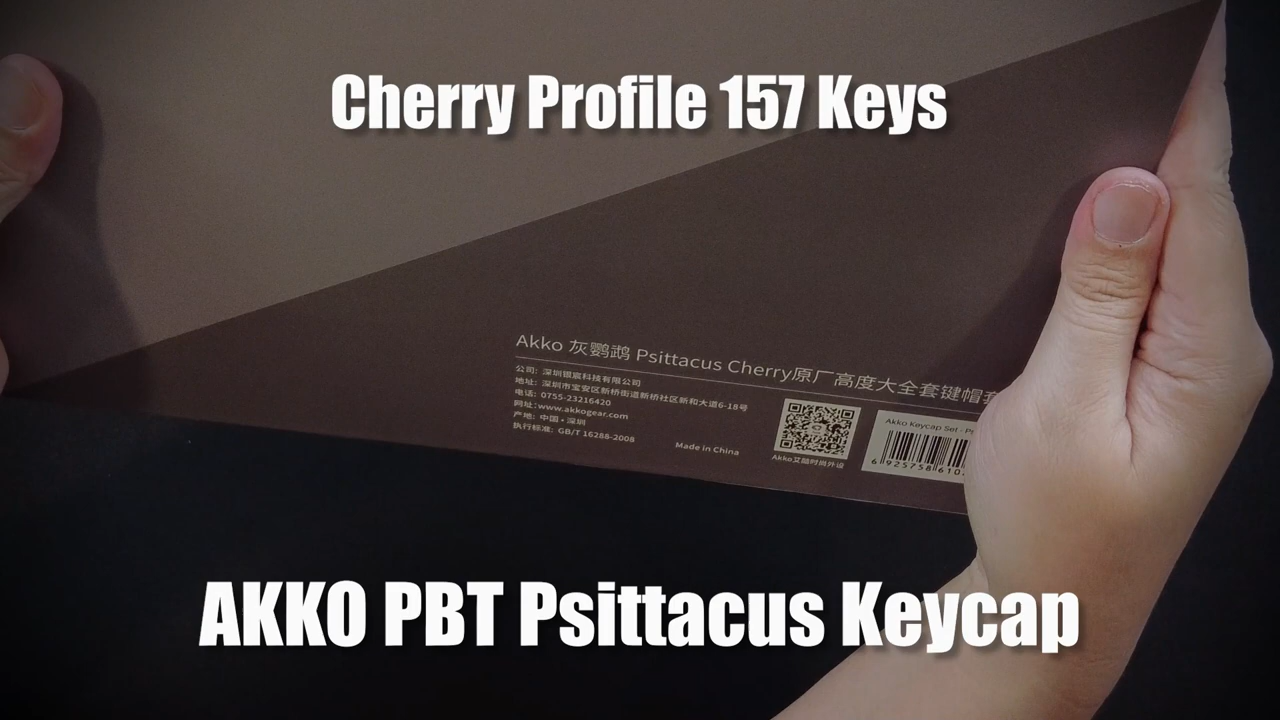 Cherry Profile 157 Keys
Akko 灰鹦鹉 Psittacus Cherry原厂高度大全套键帽
公司: 深圳银宸科技有限公司
地址: 深圳市宝安区新桥街道新桥社区新和大道6-18号
电话: 0755-23216420
网址:www.akkogear.com
产地: 中国·深圳
执行标准: GB/T 16288-2008
Made in China
Akko艾酷时尚外设
Akko Keycap Set - P
6 925758 610
AKKO PBT Psittacus Keycap